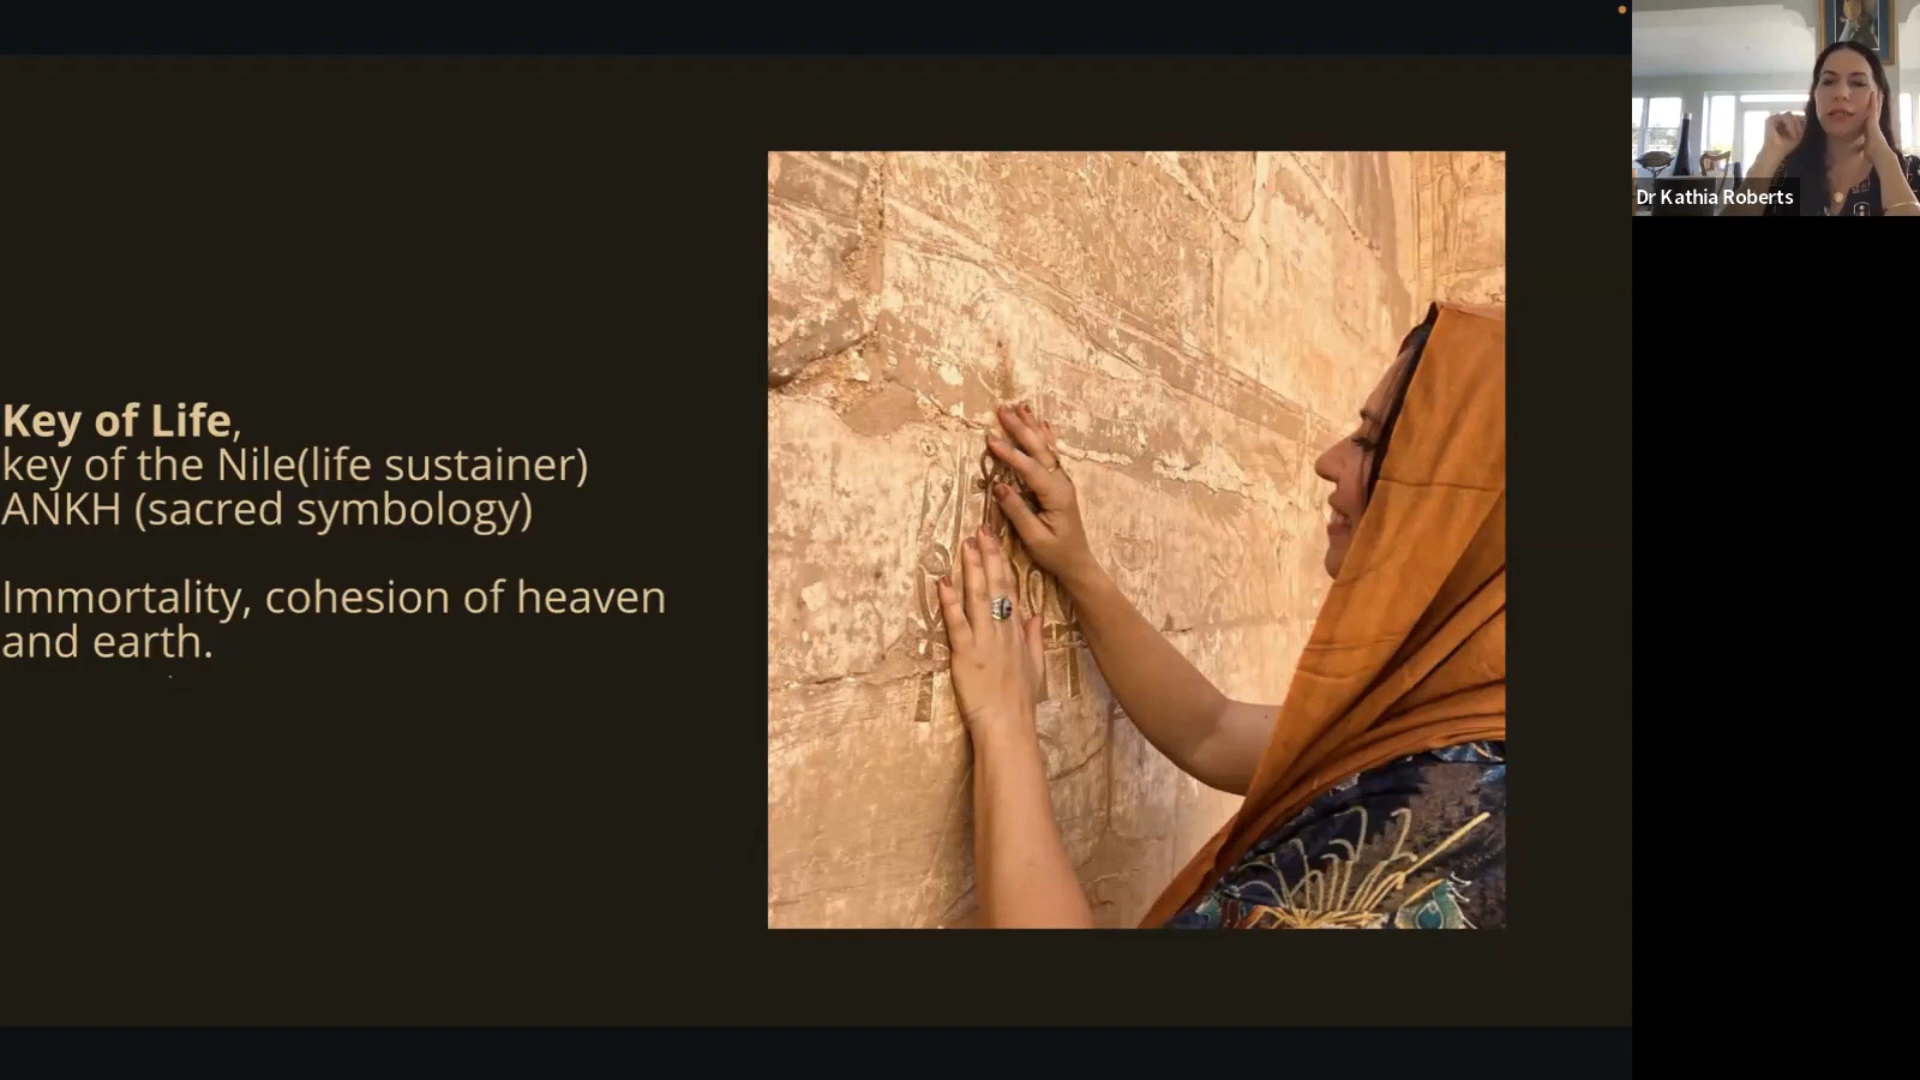 Key of Life,
key of the Nile(life sustainer)
ANKH (sacred symbology)
Immortality, cohesion of heaven
and earth.
Dr Kathia Roberts